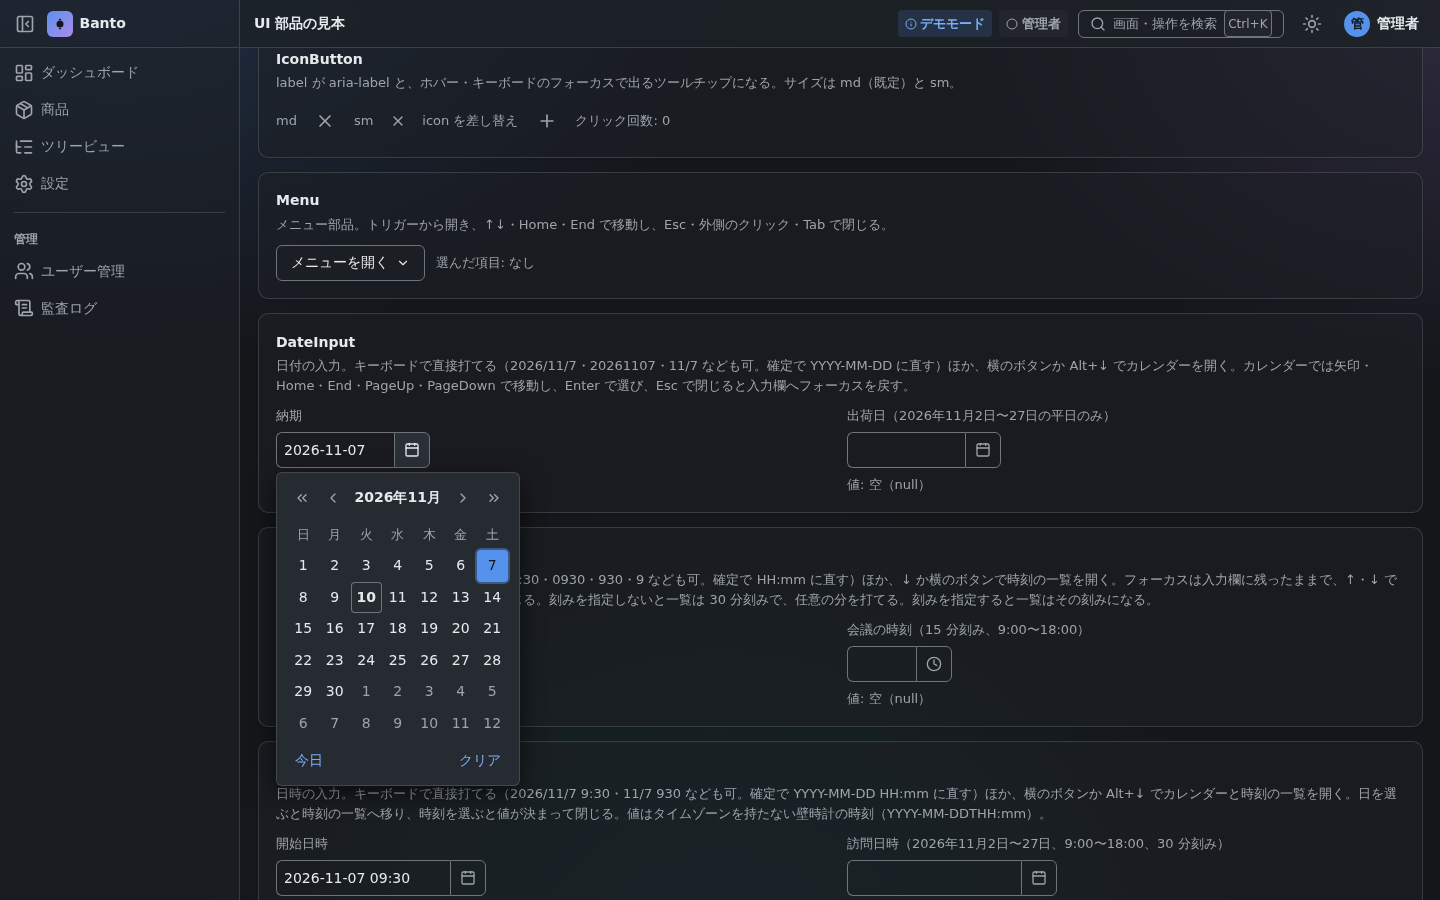 Banto
UI 部品の見本
デモモード
管理者
画面・操作を検索 Ctrl+K
管 管理者
ダッシュボード
商品
ツリービュー
設定
管理
ユーザー管理
監査ログ
IconButton
label が aria-label と、ホバー・キーボードのフォーカスで出るツールチップになる。サイズは md（既定）と sm。
md sm icon を差し替え クリック回数: 0
Menu
メニュー部品。トリガーから開き、↑↓・Home・End で移動し、Esc・外側のクリック・Tab で閉じる。
メニューを開く 選んだ項目: なし
DateInput
日付の入力。キーボードで直接打てる（2026/11/7・20261107・11/7 なども可。確定で YYYY-MM-DD に直す）ほか、横のボタンか Alt+↓ でカレンダーを開く。カレンダーでは矢印・
Home・End・PageUp・PageDown で移動し、Enter で選び、Esc で閉じると入力欄へフォーカスを戻す。
納期
2026-11-07
出荷日（2026年11月2日〜27日の平日のみ）
値: 空（null）
2026年11月
日 月 火 水 木 金 土
1 2 3 4 5 6 7
8 9 10 11 12 13 14
15 16 17 18 19 20 21
22 23 24 25 26 27 28
29 30 1 2 3 4 5
6 7 8 9 10 11 12
今日 クリア
:30・0930・930・9 なども可。確定で HH:mm に直す）ほか、↓ か横のボタンで時刻の一覧を開く。フォーカスは入力欄に残ったままで、↑・↓ で
る。刻みを指定しないと一覧は 30 分刻みで、任意の分を打てる。刻みを指定すると一覧はその刻みになる。
会議の時刻（15 分刻み、9:00〜18:00）
値: 空（null）
日時の入力。キーボードで直接打てる（2026/11/7 9:30・11/7 930 なども可。確定で YYYY-MM-DD HH:mm に直す）ほか、横のボタンか Alt+↓ でカレンダーと時刻の一覧を開く。日を選
ぶと時刻の一覧へ移り、時刻を選ぶと値が決まって閉じる。値はタイムゾーンを持たない壁時計の時刻（YYYY-MM-DDTHH:mm）。
開始日時
2026-11-07 09:30
訪問日時（2026年11月2日〜27日、9:00〜18:00、30 分刻み）